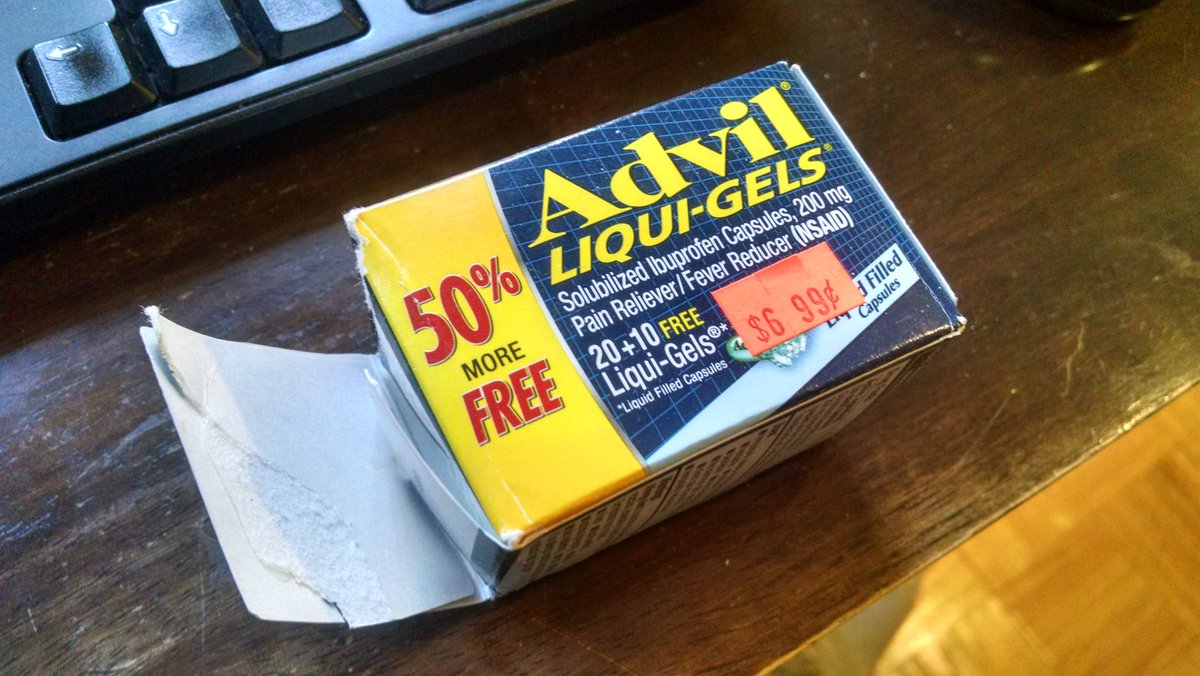 Advil®
LIQUI-GELS®
Solubilized Ibuprofen Capsules, 200 mg
Pain Reliever/Fever Reducer (NSAID)
20+10 FREE
Liqui-Gels®*
*Liquid Filled Capsules
50%
MORE
FREE
$6 99¢
Filled
Capsules
←
↓